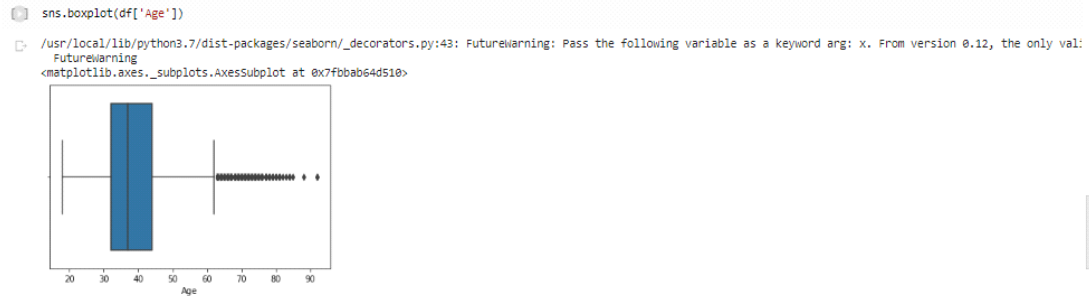 sns.boxplot(df['Age'])
/usr/local/lib/python3.7/dist-packages/seaborn/_decorators.py:43: FutureWarning: Pass the following variable as a keyword arg: x. From version 0.12, the only vali
FutureWarning
<matplotlib.axes._subplots.AxesSubplot at 0x7fbbab64d510>
20 30 40 50 60 70 80 90
Age